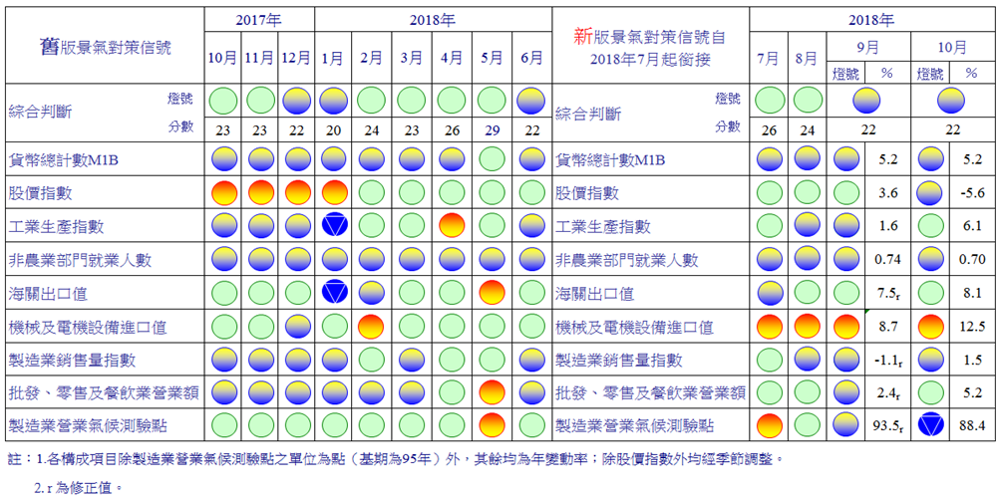 舊版景氣對策信號 2017年 2018年
10月 11月 12月 1月 2月 3月 4月 5月 6月
綜合判斷 燈號
分數 23 23 22 20 24 23 26 29 22
貨幣總計數M1B
股價指數
工業生產指數
非農業部門就業人數
海關出口值
機械及電機設備進口值
製造業銷售量指數
批發、零售及餐飲業營業額
製造業營業氣候測驗點
新版景氣對策信號自
2018年7月起銜接
2018年
7月 8月 9月 10月
燈號 % 燈號 %
綜合判斷 燈號
分數 26 24 22 22
貨幣總計數M1B 5.2 5.2
股價指數 3.6 -5.6
工業生產指數 1.6 6.1
非農業部門就業人數 0.74 0.70
海關出口值 7.5r 8.1
機械及電機設備進口值 8.7 12.5
製造業銷售量指數 -1.1r 1.5
批發、零售及餐飲業營業額 2.4r 5.2
製造業營業氣候測驗點 93.5r 88.4
註：1.各構成項目除製造業營業氣候測驗點之單位為點（基期為95年）外，其餘均為年變動率；除股價指數外均經季節調整。
2. r 為修正值。